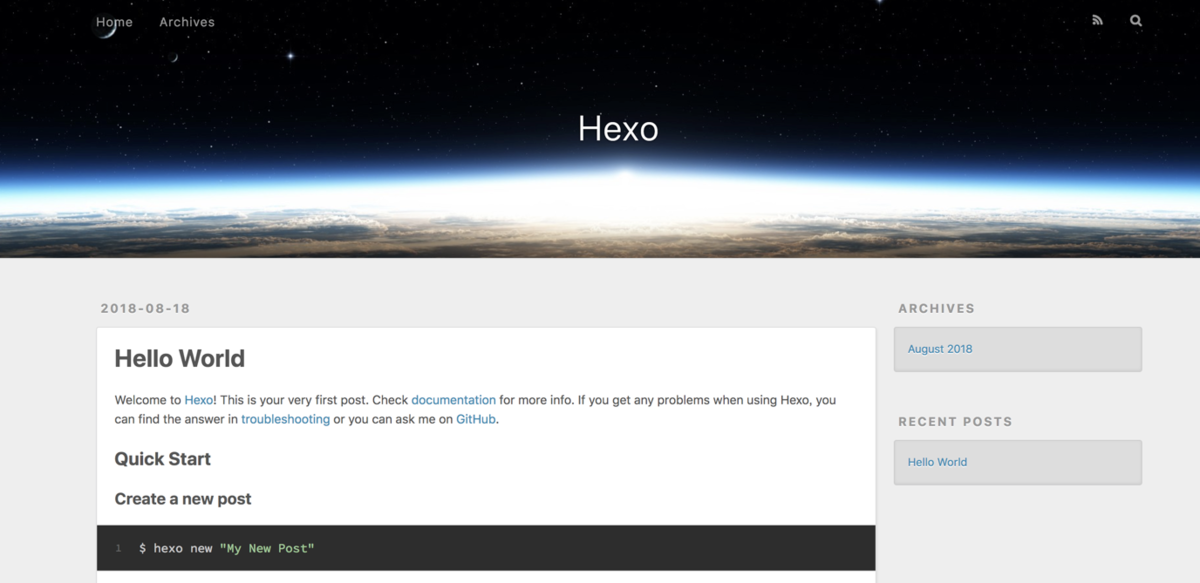 Home Archives
Hexo
2018-08-18
Hello World
Welcome to Hexo! This is your very first post. Check documentation for more info. If you get any problems when using Hexo, you
can find the answer in troubleshooting or you can ask me on GitHub.
Quick Start
Create a new post
1 $ hexo new "My New Post"
ARCHIVES
August 2018
RECENT POSTS
Hello World